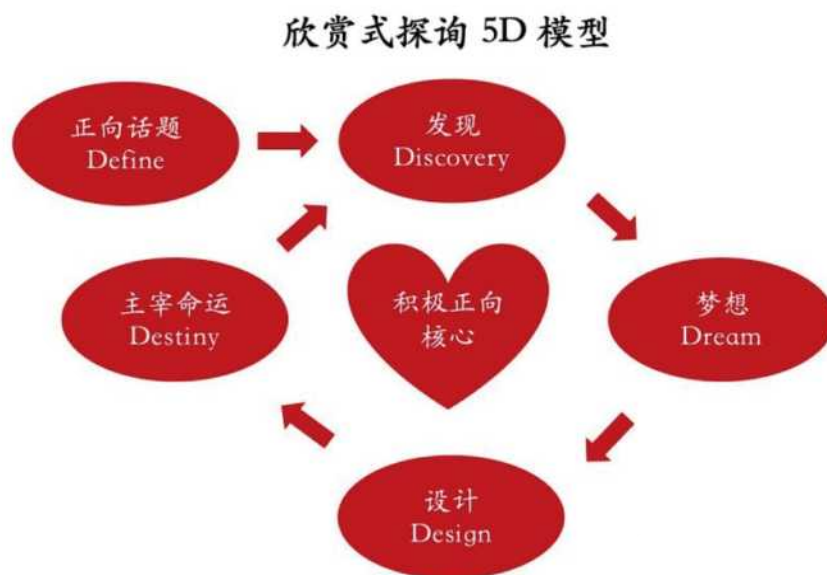 欣赏式探询 5D 模型
正向话题
Define
发现
Discovery
主宰命运
Destiny
积极正向
核心
梦想
Dream
设计
Design